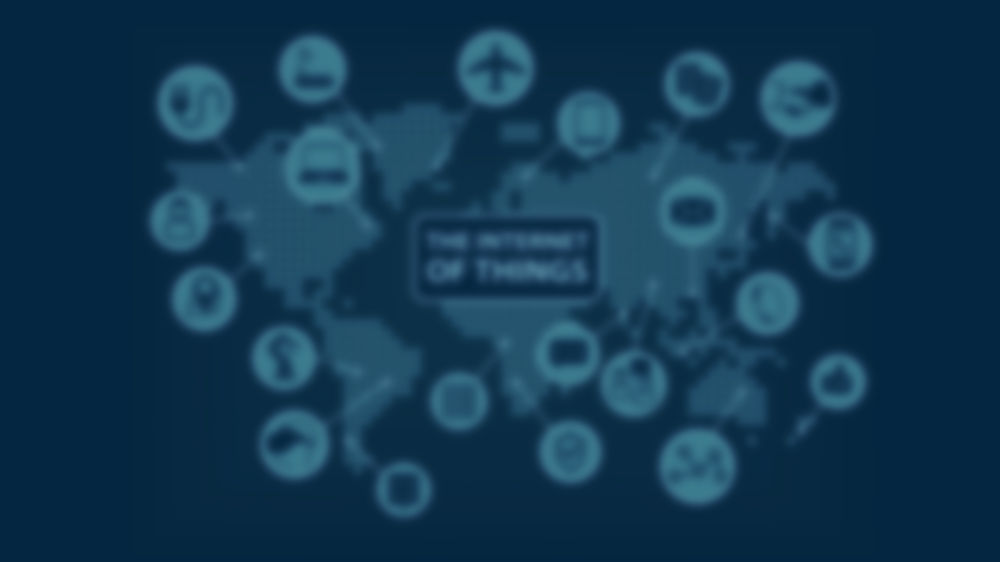 THE INTERNET
OF THINGS